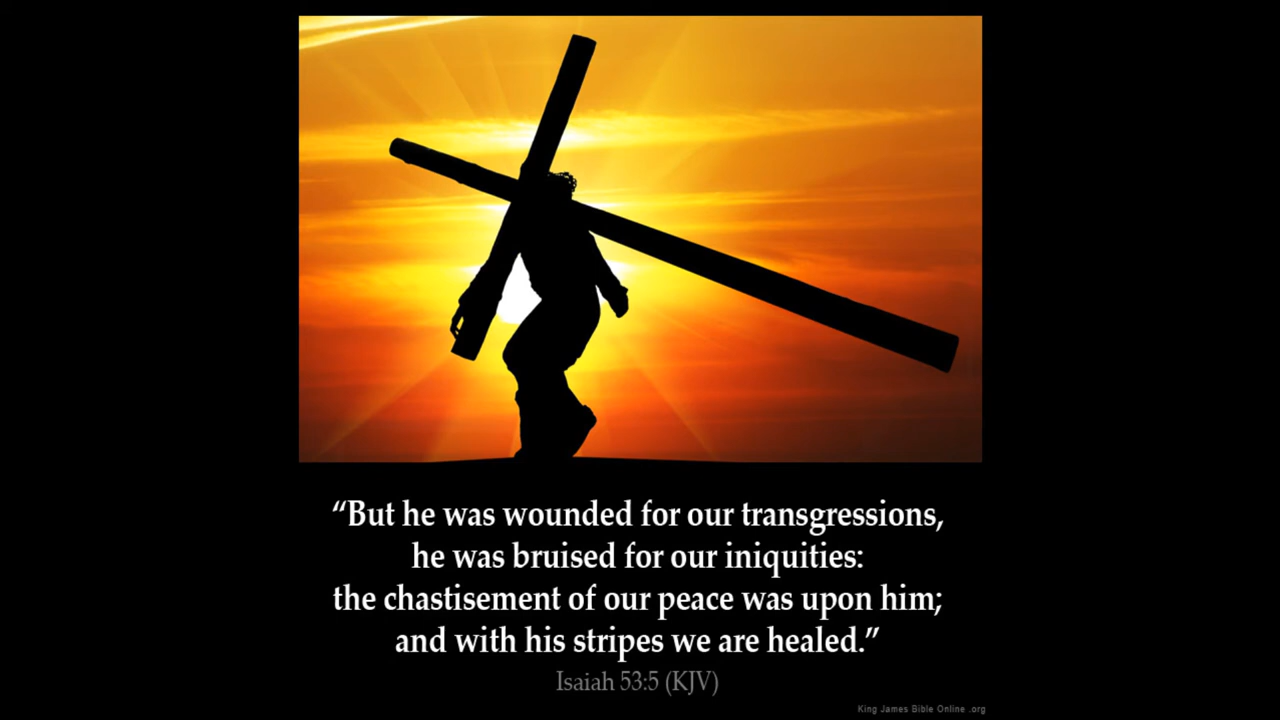 “But he was wounded for our transgressions,
he was bruised for our iniquities:
the chastisement of our peace was upon him;
and with his stripes we are healed.”
Isaiah 53:5 (KJV)
King James Bible Online .org